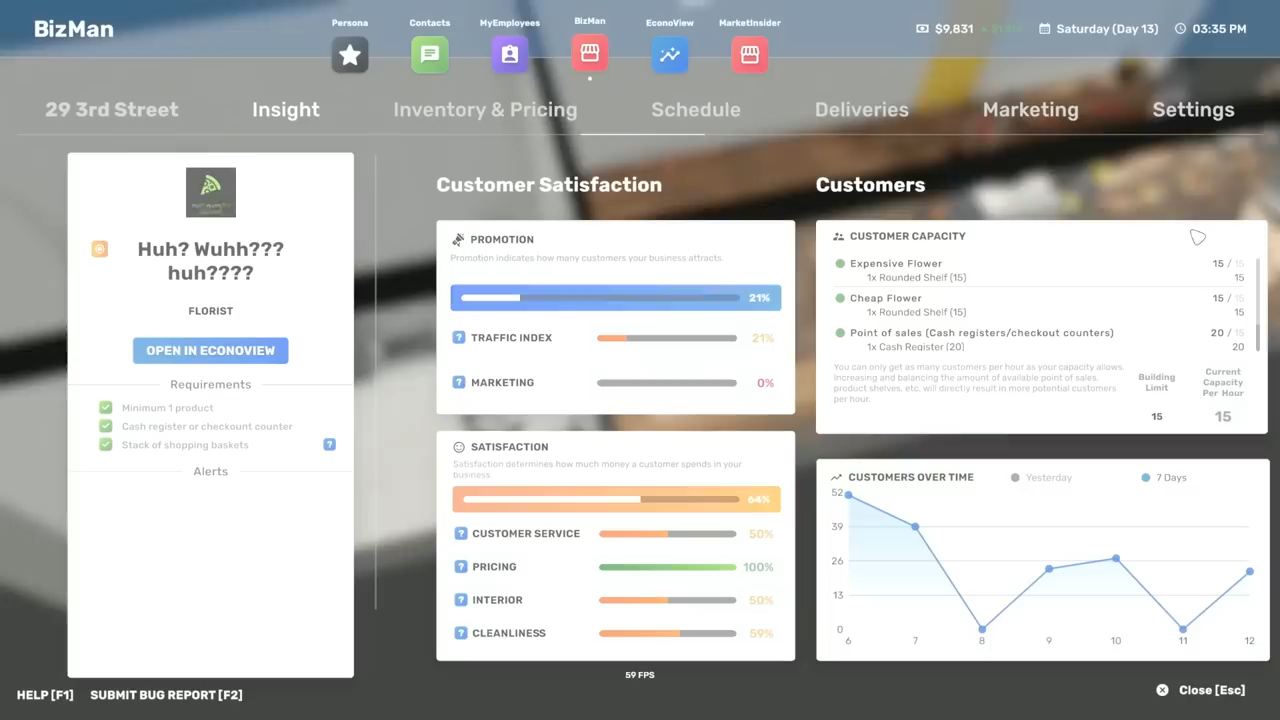 BizMan
Persona
Contacts
MyEmployees
BizMan
EconoView
MarketInsider
$9,831
Saturday (Day 13)
03:35 PM
29 3rd Street
Insight
Inventory & Pricing
Schedule
Deliveries
Marketing
Settings
Huh? Wuhh???
huh????
FLORIST
OPEN IN ECONOVIEW
Requirements
Minimum 1 product
Cash register or checkount counter
Stack of shopping baskets
?
Alerts
Customer Satisfaction
PROMOTION
Promotion indicates how many customers your business attracts.
21%
? TRAFFIC INDEX 21%
? MARKETING 0%
SATISFACTION
Satisfaction determines how much money a customer spends in your
business.
64%
? CUSTOMER SERVICE 50%
? PRICING 100%
? INTERIOR 50%
? CLEANLINESS 59%
Customers
CUSTOMER CAPACITY
Expensive Flower 15 / 15
1x Rounded Shelf (15) 15
Cheap Flower 15 / 15
1x Rounded Shelf (15) 15
Point of sales (Cash registers/checkout counters) 20 / 15
1x Cash Register (20) 20
You can only get as many customers per hour as your capacity allows.
Increasing and balancing the amount of available point of sales,
product shelves, etc. will directly result in more potential customers
per hour.
Building
Limit
15
Current
Capacity
Per Hour
15
CUSTOMERS OVER TIME
Yesterday
7 Days
52
39
26
13
0
6 7 8 9 10 11 12
59 FPS
HELP [F1]
SUBMIT BUG REPORT [F2]
Close [Esc]